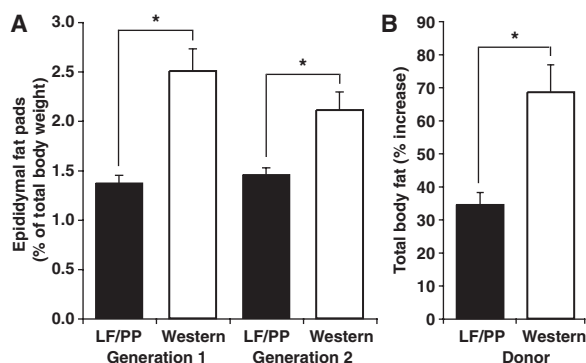 A
Epididymal fat pads
(% of total body weight)
3.0
2.5
2.0
1.5
1.0
0.5
0.0
*
*
LF/PP Western LF/PP Western
Generation 1 Generation 2
B
Total body fat (% increase)
90
80
70
60
50
40
30
20
10
0
*
LF/PP Western
Donor